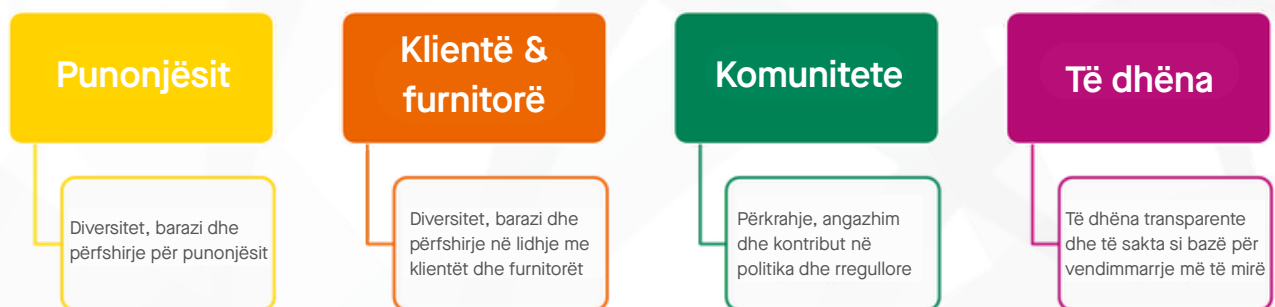 Punonjësit
Diversitet, barazi dhe
përfshirje për punonjësit
Klientë &
furnitorë
Diversitet, barazi dhe
përfshirje në lidhje me
klientët dhe furnitorët
Komunitete
Përkrahje, angazhim
dhe kontribut në
politika dhe rregullore
Të dhëna
Të dhëna transparente
dhe të sakta si bazë për
vendimmarrje më të mirë